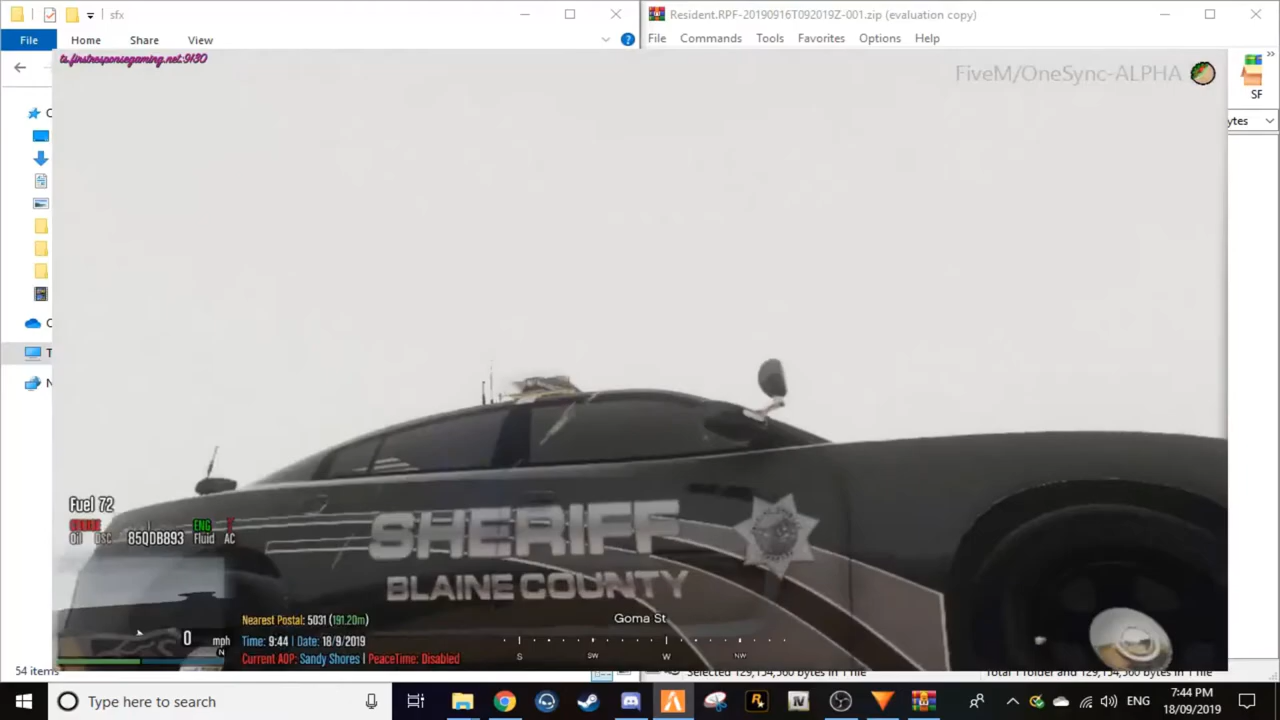 sfx
Resident.RPF-20190916T092019Z-001.zip (evaluation copy)
File
Home
Share
View
File
Commands
Tools
Favorites
Options
Help
ts.firstresponsegaming.net:9130
FiveM/OneSync-ALPHA
SF
ytes
SHERIFF
BLAINE COUNTY
Fuel 72
CRUISE
ENG
Oil
DSC
85QDB893
Fluid
AC
0 mph
N
Nearest Postal: 5031 (191.20m)
Time: 9:44 | Date: 18/9/2019
Current AOP: Sandy Shores | PeaceTime: Disabled
Goma St
S
SW
W
NW
54 items
Type here to search
ENG
7:44 PM
18/09/2019